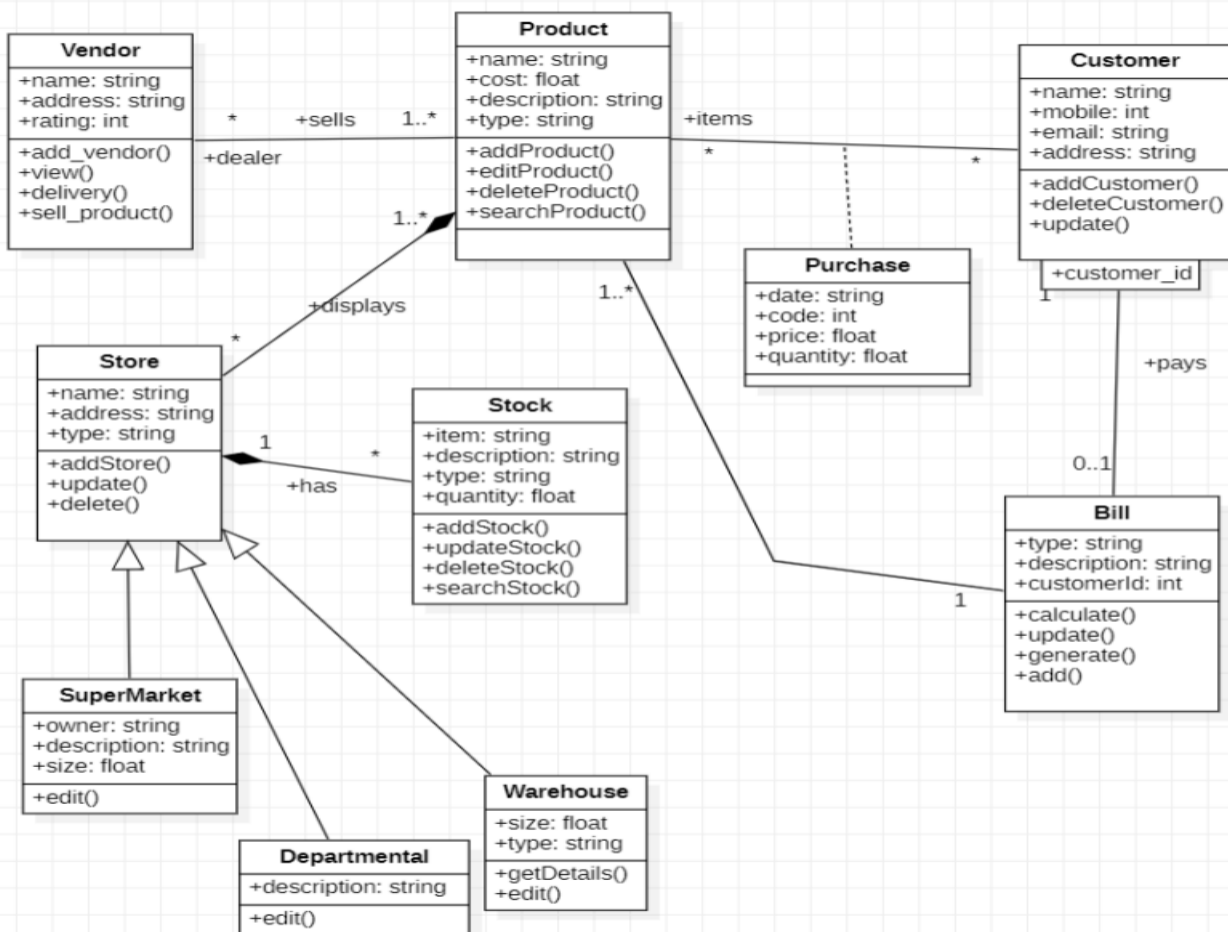 Vendor
+name: string
+address: string
+rating: int
+add_vendor()
+view()
+delivery()
+sell_product()
*
+sells
1..*
+dealer
Product
+name: string
+cost: float
+description: string
+type: string
+addProduct()
+editProduct()
+deleteProduct()
+searchProduct()
+items
*
*
Customer
+name: string
+mobile: int
+email: string
+address: string
+addCustomer()
+deleteCustomer()
+update()
+customer_id
1
+pays
0..1
Purchase
+date: string
+code: int
+price: float
+quantity: float
1..*
+displays
*
1..*
1
Store
+name: string
+address: string
+type: string
+addStore()
+update()
+delete()
1
*
+has
Stock
+item: string
+description: string
+type: string
+quantity: float
+addStock()
+updateStock()
+deleteStock()
+searchStock()
Bill
+type: string
+description: string
+customerId: int
+calculate()
+update()
+generate()
+add()
SuperMarket
+owner: string
+description: string
+size: float
+edit()
Departmental
+description: string
+edit()
Warehouse
+size: float
+type: string
+getDetails()
+edit()